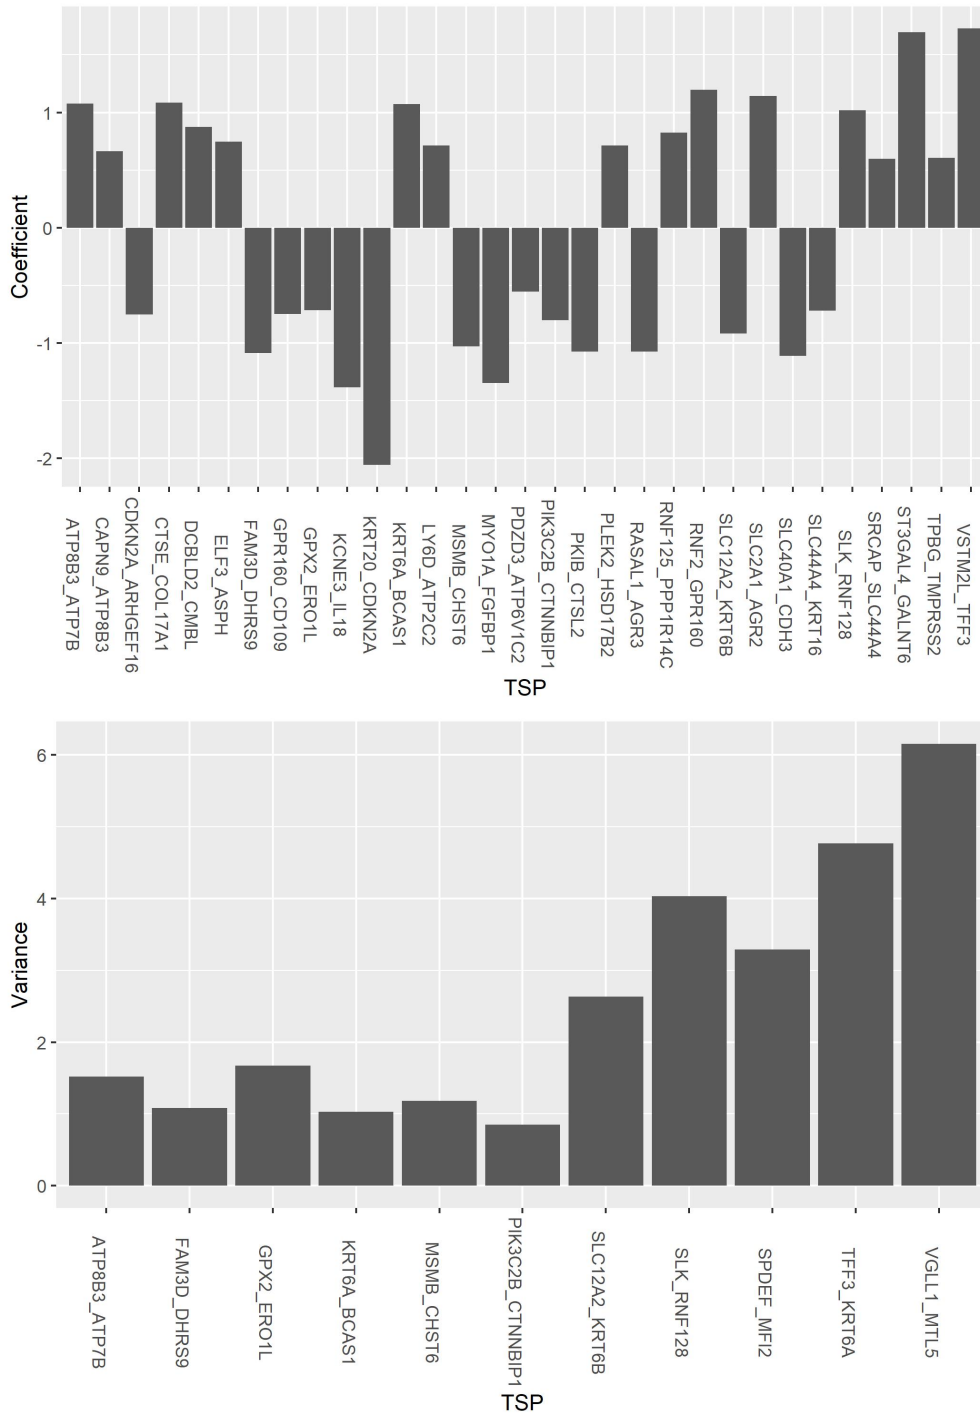 Coefficient
1
0
-1
-2
ATP8B3_ATP7B
CAPN9_ATP8B3
CDKN2A_ARHGEF16
CTSE_COL17A1
DCBLD2_CMBL
ELF3_ASPH
FAM3D_DHRS9
GPR160_CD109
GPX2_ERO1L
KCNE3_IL18
KRT20_CDKN2A
KRT6A_BCAS1
LY6D_ATP2C2
MSMB_CHST6
MYO1A_FGFBP1
PDZD3_ATP6V1C2
PIK3C2B_CTNNBIP1
PKIB_CTSL2
PLEK2_HSD17B2
RASAL1_AGR3
RNF125_PPP1R14C
RNF2_GPR160
SLC12A2_KRT6B
SLC2A1_AGR2
SLC40A1_CDH3
SLC44A4_KRT16
SLK_RNF128
SRCAP_SLC44A4
ST3GAL4_GALNT6
TPBG_TMPRSS2
VSTM2L_TFF3
TSP
Variance
6
4
2
0
ATP8B3_ATP7B
FAM3D_DHRS9
GPX2_ERO1L
KRT6A_BCAS1
MSMB_CHST6
PIK3C2B_CTNNBIP1
SLC12A2_KRT6B
SLK_RNF128
SPDEF_MFI2
TFF3_KRT6A
VGLL1_MTL5
TSP